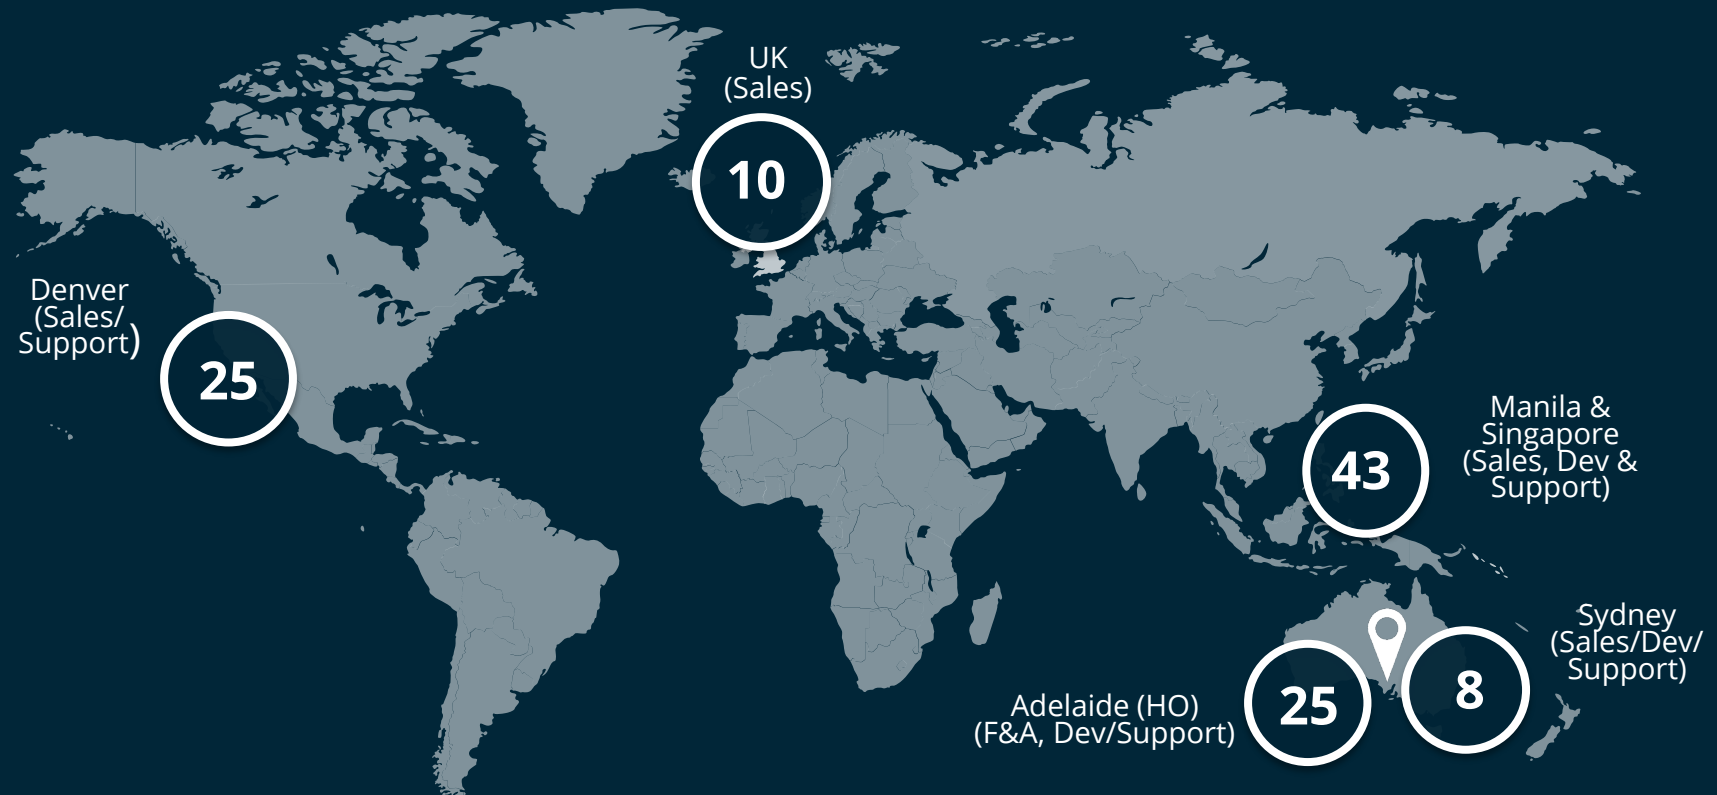 UK
(Sales)
10
Denver
(Sales/
Support)
25
Manila &
Singapore
(Sales, Dev &
Support)
43
Sydney
(Sales/Dev/
Support)
8
Adelaide (HO)
(F&A, Dev/Support)
25